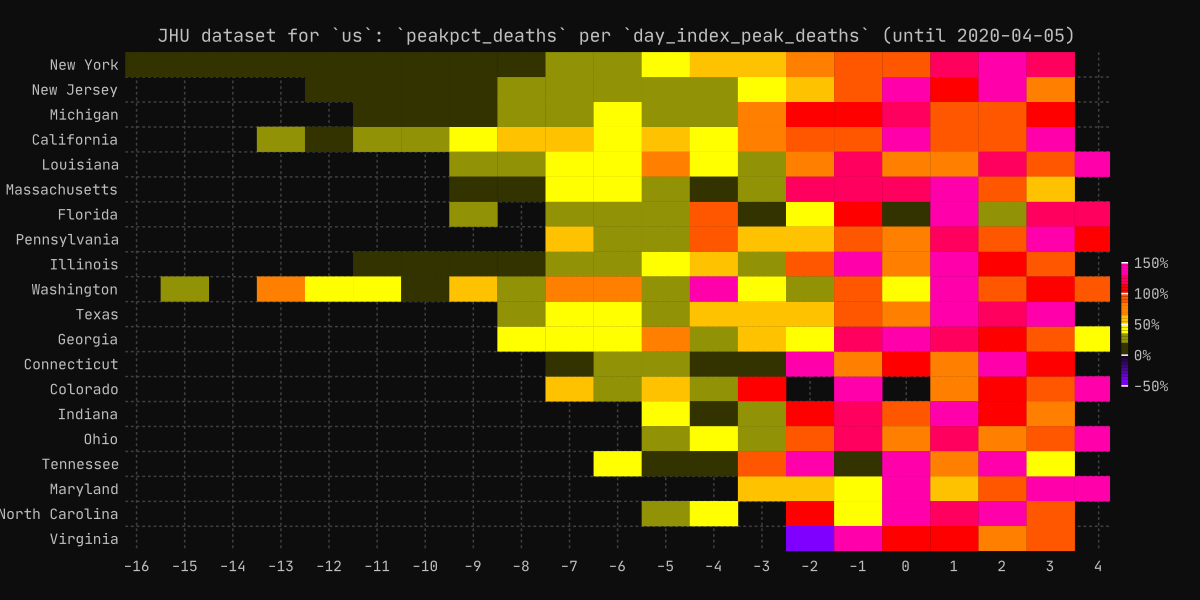 JHU dataset for `us`: `peakpct_deaths` per `day_index_peak_deaths` (until 2020-04-05)
New York
New Jersey
Michigan
California
Louisiana
Massachusetts
Florida
Pennsylvania
Illinois
Washington
Texas
Georgia
Connecticut
Colorado
Indiana
Ohio
Tennessee
Maryland
North Carolina
Virginia
150%
100%
50%
0%
-50%
-16 -15 -14 -13 -12 -11 -10 -9 -8 -7 -6 -5 -4 -3 -2 -1 0 1 2 3 4